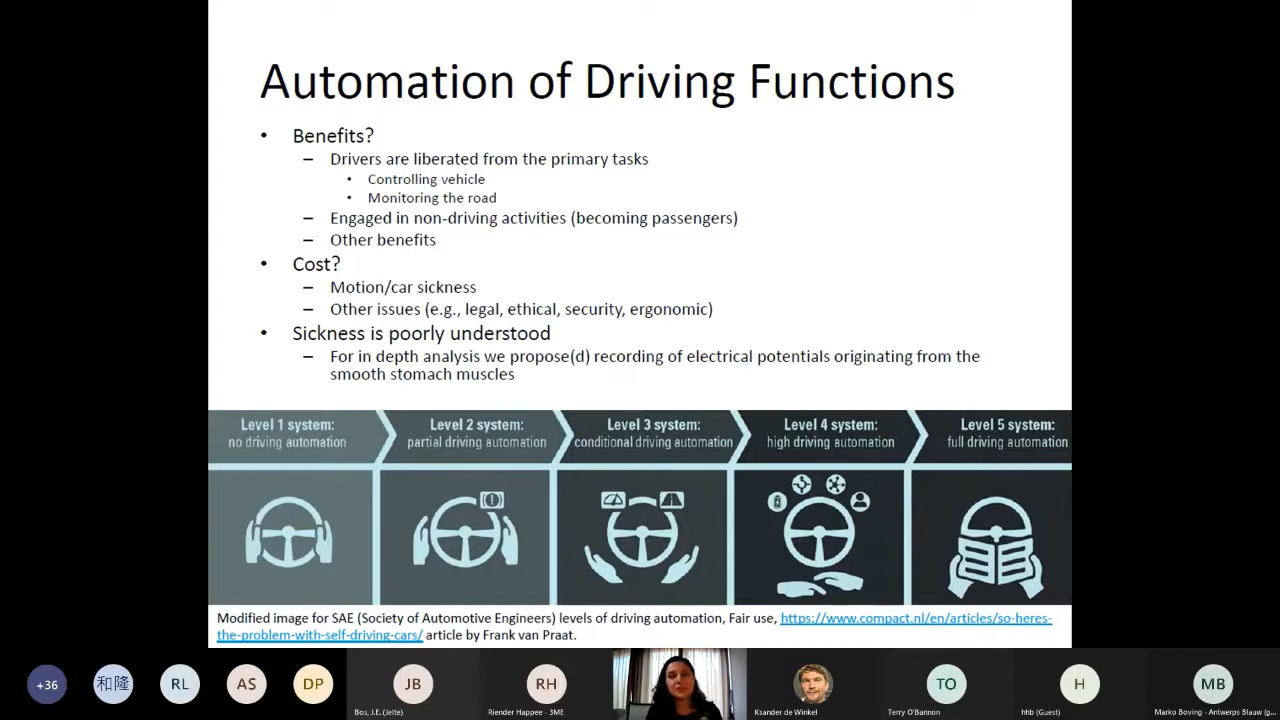 Automation of Driving Functions
• Benefits?
– Drivers are liberated from the primary tasks
• Controlling vehicle
• Monitoring the road
– Engaged in non-driving activities (becoming passengers)
– Other benefits
• Cost?
– Motion/car sickness
– Other issues (e.g., legal, ethical, security, ergonomic)
• Sickness is poorly understood
– For in depth analysis we propose(d) recording of electrical potentials originating from the
smooth stomach muscles
Level 1 system:
no driving automation
Level 2 system:
partial driving automation
Level 3 system:
conditional driving automation
Level 4 system:
high driving automation
Level 5 system:
full driving automation
Modified image for SAE (Society of Automotive Engineers) levels of driving automation, Fair use, https://www.compact.nl/en/articles/so-heres-
the-problem-with-self-driving-cars/ article by Frank van Praat.
+36
和隆
RL
AS
DP
JB
Bos, J.E. (Jelte)
RH
Riender Happee - 3ME
Ksander de Winkel
TO
Terry O'Bannon
H
hhb (Guest)
MB
Marko Boving - Antwerps Blauw (g...